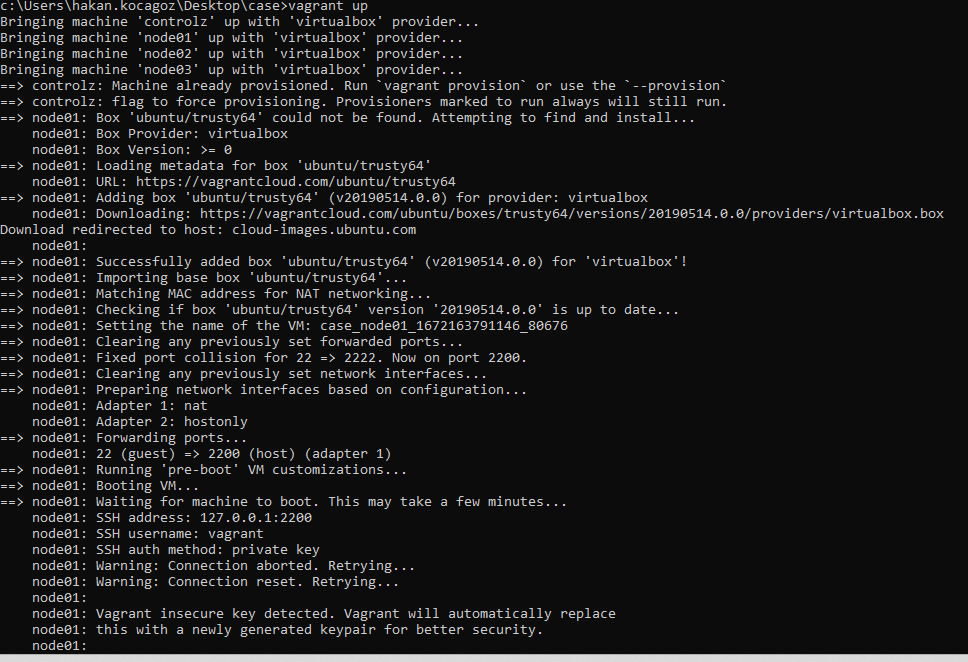 c:\Users\hakan.kocagoz\Desktop\case>vagrant up
Bringing machine 'controlz' up with 'virtualbox' provider...
Bringing machine 'node01' up with 'virtualbox' provider...
Bringing machine 'node02' up with 'virtualbox' provider...
Bringing machine 'node03' up with 'virtualbox' provider...
==> controlz: Machine already provisioned. Run `vagrant provision` or use the `--provision`
==> controlz: flag to force provisioning. Provisioners marked to run always will still run.
==> node01: Box 'ubuntu/trusty64' could not be found. Attempting to find and install...
    node01: Box Provider: virtualbox
    node01: Box Version: >= 0
==> node01: Loading metadata for box 'ubuntu/trusty64'
    node01: URL: https://vagrantcloud.com/ubuntu/trusty64
==> node01: Adding box 'ubuntu/trusty64' (v20190514.0.0) for provider: virtualbox
    node01: Downloading: https://vagrantcloud.com/ubuntu/boxes/trusty64/versions/20190514.0.0/providers/virtualbox.box
Download redirected to host: cloud-images.ubuntu.com
    node01:
==> node01: Successfully added box 'ubuntu/trusty64' (v20190514.0.0) for 'virtualbox'!
==> node01: Importing base box 'ubuntu/trusty64'...
==> node01: Matching MAC address for NAT networking...
==> node01: Checking if box 'ubuntu/trusty64' version '20190514.0.0' is up to date...
==> node01: Setting the name of the VM: case_node01_1672163791146_80676
==> node01: Clearing any previously set forwarded ports...
==> node01: Fixed port collision for 22 => 2222. Now on port 2200.
==> node01: Clearing any previously set network interfaces...
==> node01: Preparing network interfaces based on configuration...
    node01: Adapter 1: nat
    node01: Adapter 2: hostonly
==> node01: Forwarding ports...
    node01: 22 (guest) => 2200 (host) (adapter 1)
==> node01: Running 'pre-boot' VM customizations...
==> node01: Booting VM...
==> node01: Waiting for machine to boot. This may take a few minutes...
    node01: SSH address: 127.0.0.1:2200
    node01: SSH username: vagrant
    node01: SSH auth method: private key
    node01: Warning: Connection aborted. Retrying...
    node01: Warning: Connection reset. Retrying...
    node01:
    node01: Vagrant insecure key detected. Vagrant will automatically replace
    node01: this with a newly generated keypair for better security.
    node01: